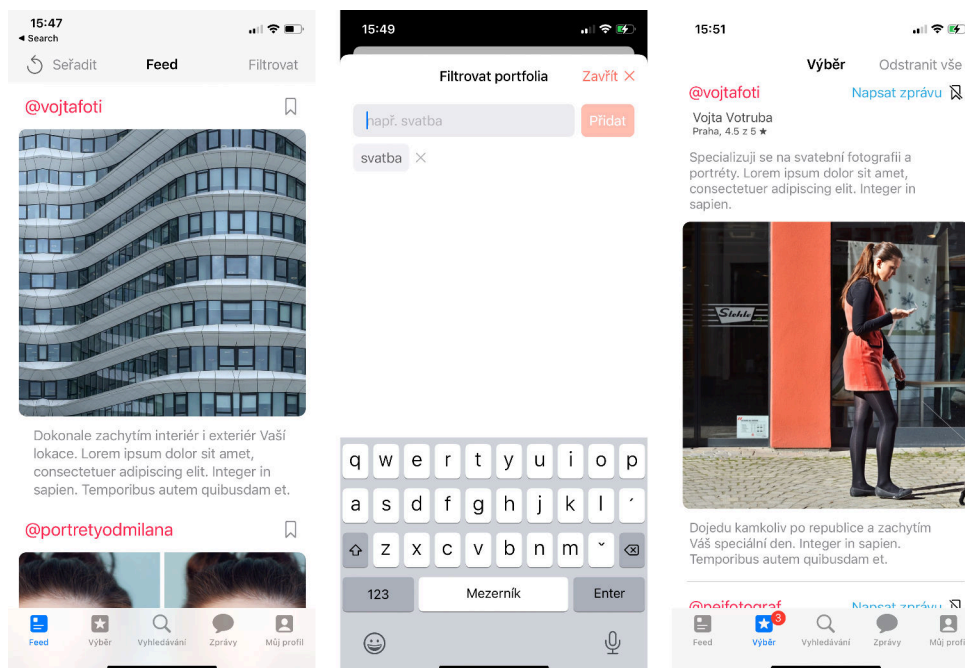 15:47
◀ Search
Seřadit Feed Filtrovat
@vojtafoti
Dokonale zachytím interiér i exteriér Vaší
lokace. Lorem ipsum dolor sit amet,
consectetuer adipiscing elit. Integer in
sapien. Temporibus autem quibusdam et.
@portretyodmilana
Feed Výběr Vyhledávání Zprávy Můj profil
15:49
Filtrovat portfolia Zavřít ×
např. svatba Přidat
svatba ×
q w e r t y u i o p
a s d f g h j k l ´
z x c v b n m ˇ
123 Mezerník Enter
15:51
Výběr Odstranit vše
@vojtafoti Napsat zprávu
Vojta Votruba
Praha, 4.5 z 5 ★
Specializuji se na svatební fotografii a
portréty. Lorem ipsum dolor sit amet,
consectetuer adipiscing elit. Integer in
sapien.
Stehle
Dojedu kamkoliv po republice a zachytím
Váš speciální den. Integer in sapien.
Temporibus autem quibusdam et.
@nejfotograf Napsat zprávu
3
Feed Výběr Vyhledávání Zprávy Můj profi